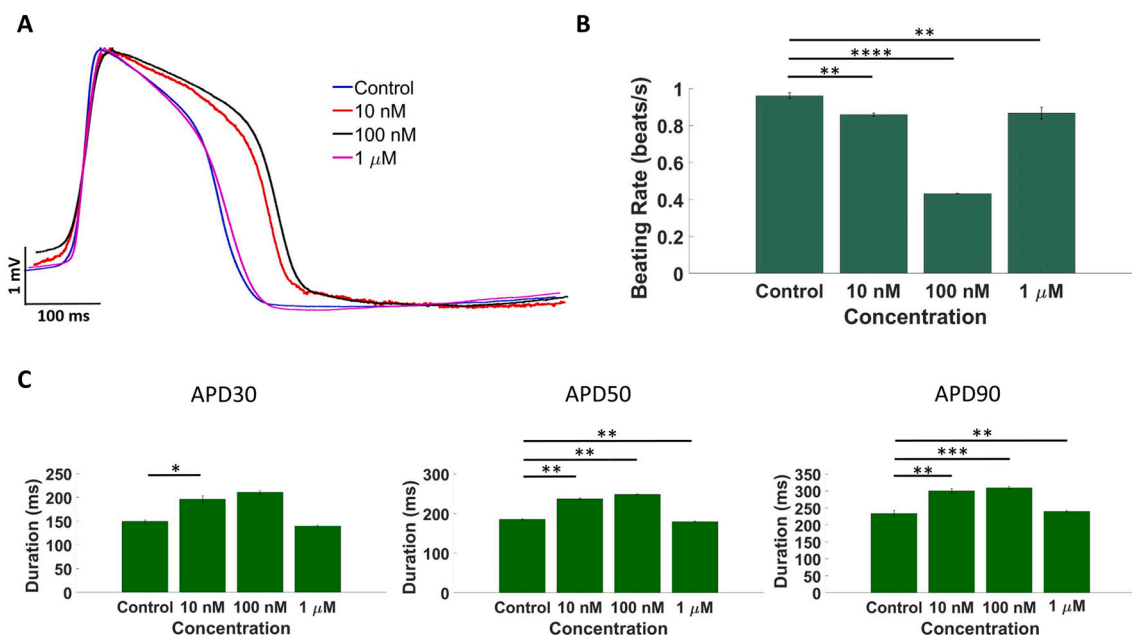 A
Control
10 nM
100 nM
1 μM
1 mV
100 ms
B
**
****
**
Beating Rate (beats/s)
1
0.8
0.6
0.4
0.2
0
Control 10 nM 100 nM 1 μM
Concentration
C
APD30
*
Duration (ms)
250
200
150
100
50
0
Control 10 nM 100 nM 1 μM
Concentration
APD50
**
**
**
Duration (ms)
300
200
100
0
Control 10 nM 100 nM 1 μM
Concentration
APD90
**
***
**
Duration (ms)
350
300
250
200
150
100
50
0
Control 10 nM 100 nM 1 μM
Concentration